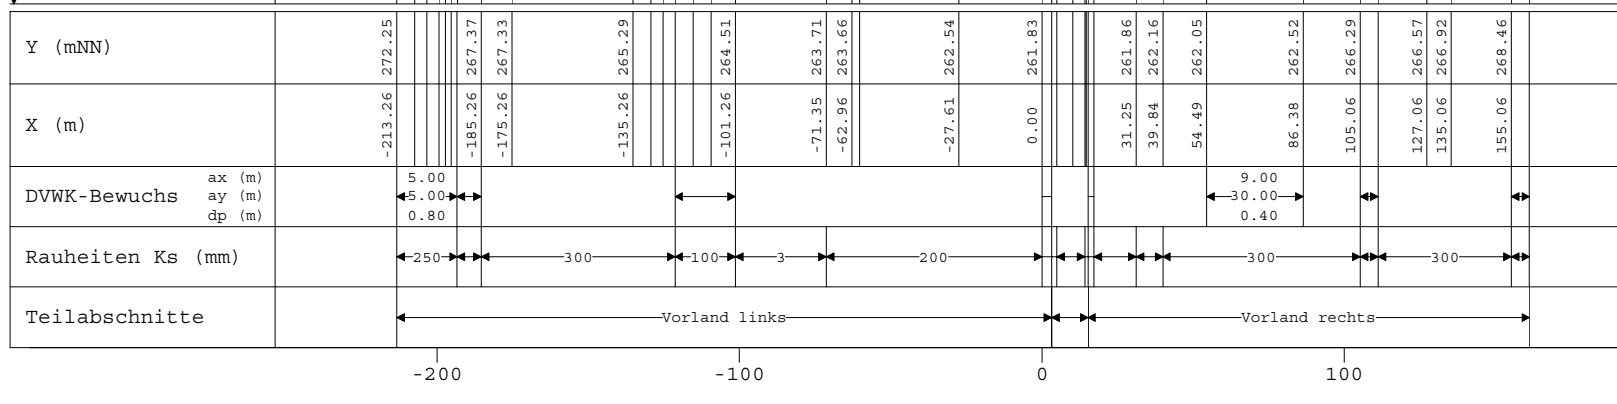 Y (mNN) 272.25 267.37 267.33 265.29 264.51 263.71 263.66 262.54 261.83 261.86 262.16 262.05 262.52 266.29 266.57 266.92 268.46
X (m) -213.26 -185.26 -175.26 -135.26 -101.26 -71.35 -62.96 -27.61 0.00 31.25 39.84 54.49 86.38 105.06 127.06 135.06 155.06
ax (m) 5.00 9.00
DVWK-Bewuchs ay (m) 5.00 30.00
dp (m) 0.80 0.40
Rauheiten Ks (mm) 250 300 100 3 200 300 300
Teilabschnitte Vorland links Vorland rechts
-200 -100 0 100